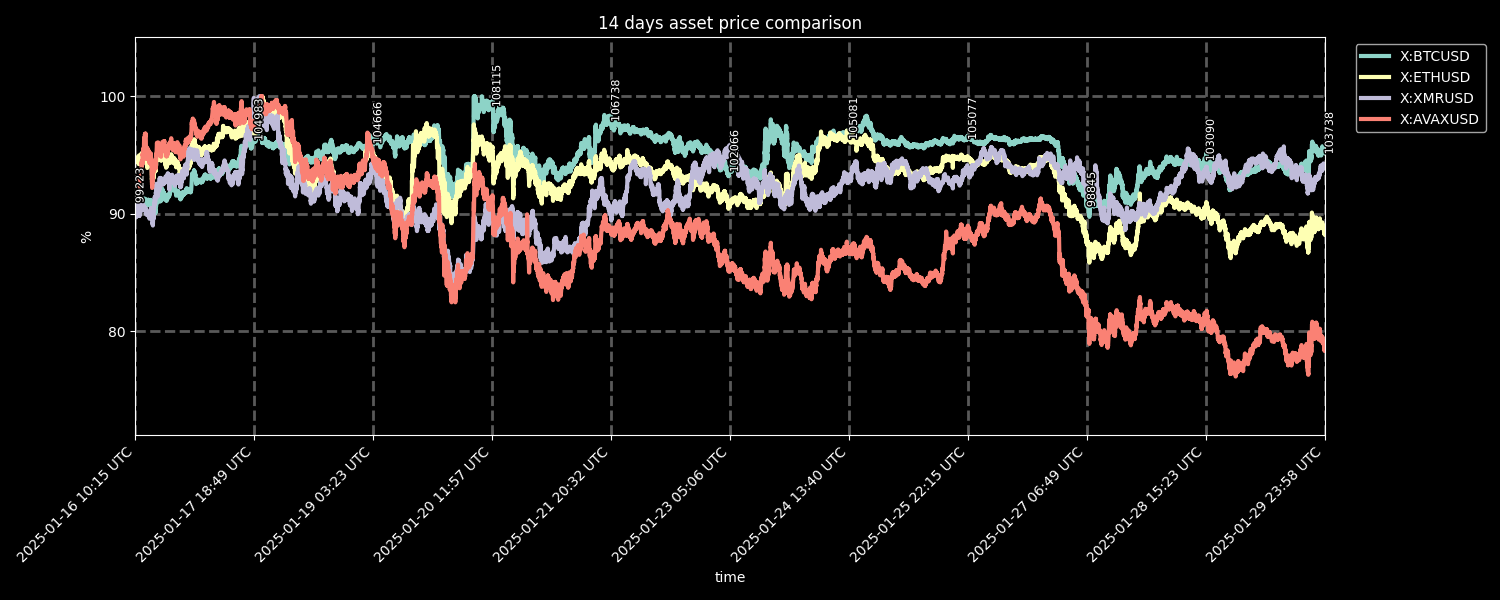 14 days asset price comparison
X:BTCUSD
X:ETHUSD
X:XMRUSD
X:AVAXUSD
100
90
80
%
99223
104983
104666
108115
106738
102066
105081
105077
98845
103090
103738
2025-01-16 10:15 UTC
2025-01-17 18:49 UTC
2025-01-19 03:23 UTC
2025-01-20 11:57 UTC
2025-01-21 20:32 UTC
2025-01-23 05:06 UTC
2025-01-24 13:40 UTC
2025-01-25 22:15 UTC
2025-01-27 06:49 UTC
2025-01-28 15:23 UTC
2025-01-29 23:58 UTC
time